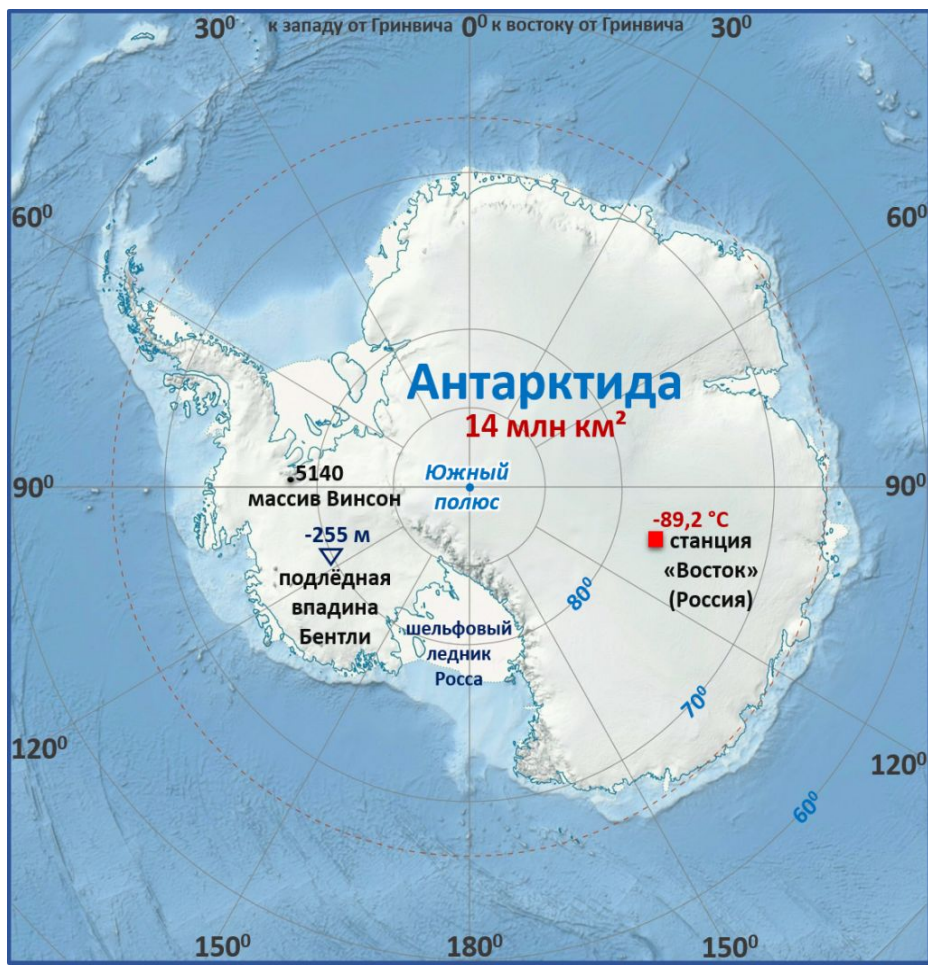 30⁰
к западу от Гринвича
0⁰
к востоку от Гринвича
30⁰
60⁰
60⁰
Антарктида
14 млн км²
5140
массив Винсон
Южный
полюс
90⁰
90⁰
-255 м
подлёдная
впадина
Бентли
-89,2 °C
станция
«Восток»
(Россия)
80⁰
шельфовый
ледник
Росса
70⁰
120⁰
120⁰
60⁰
150⁰
180⁰
150⁰